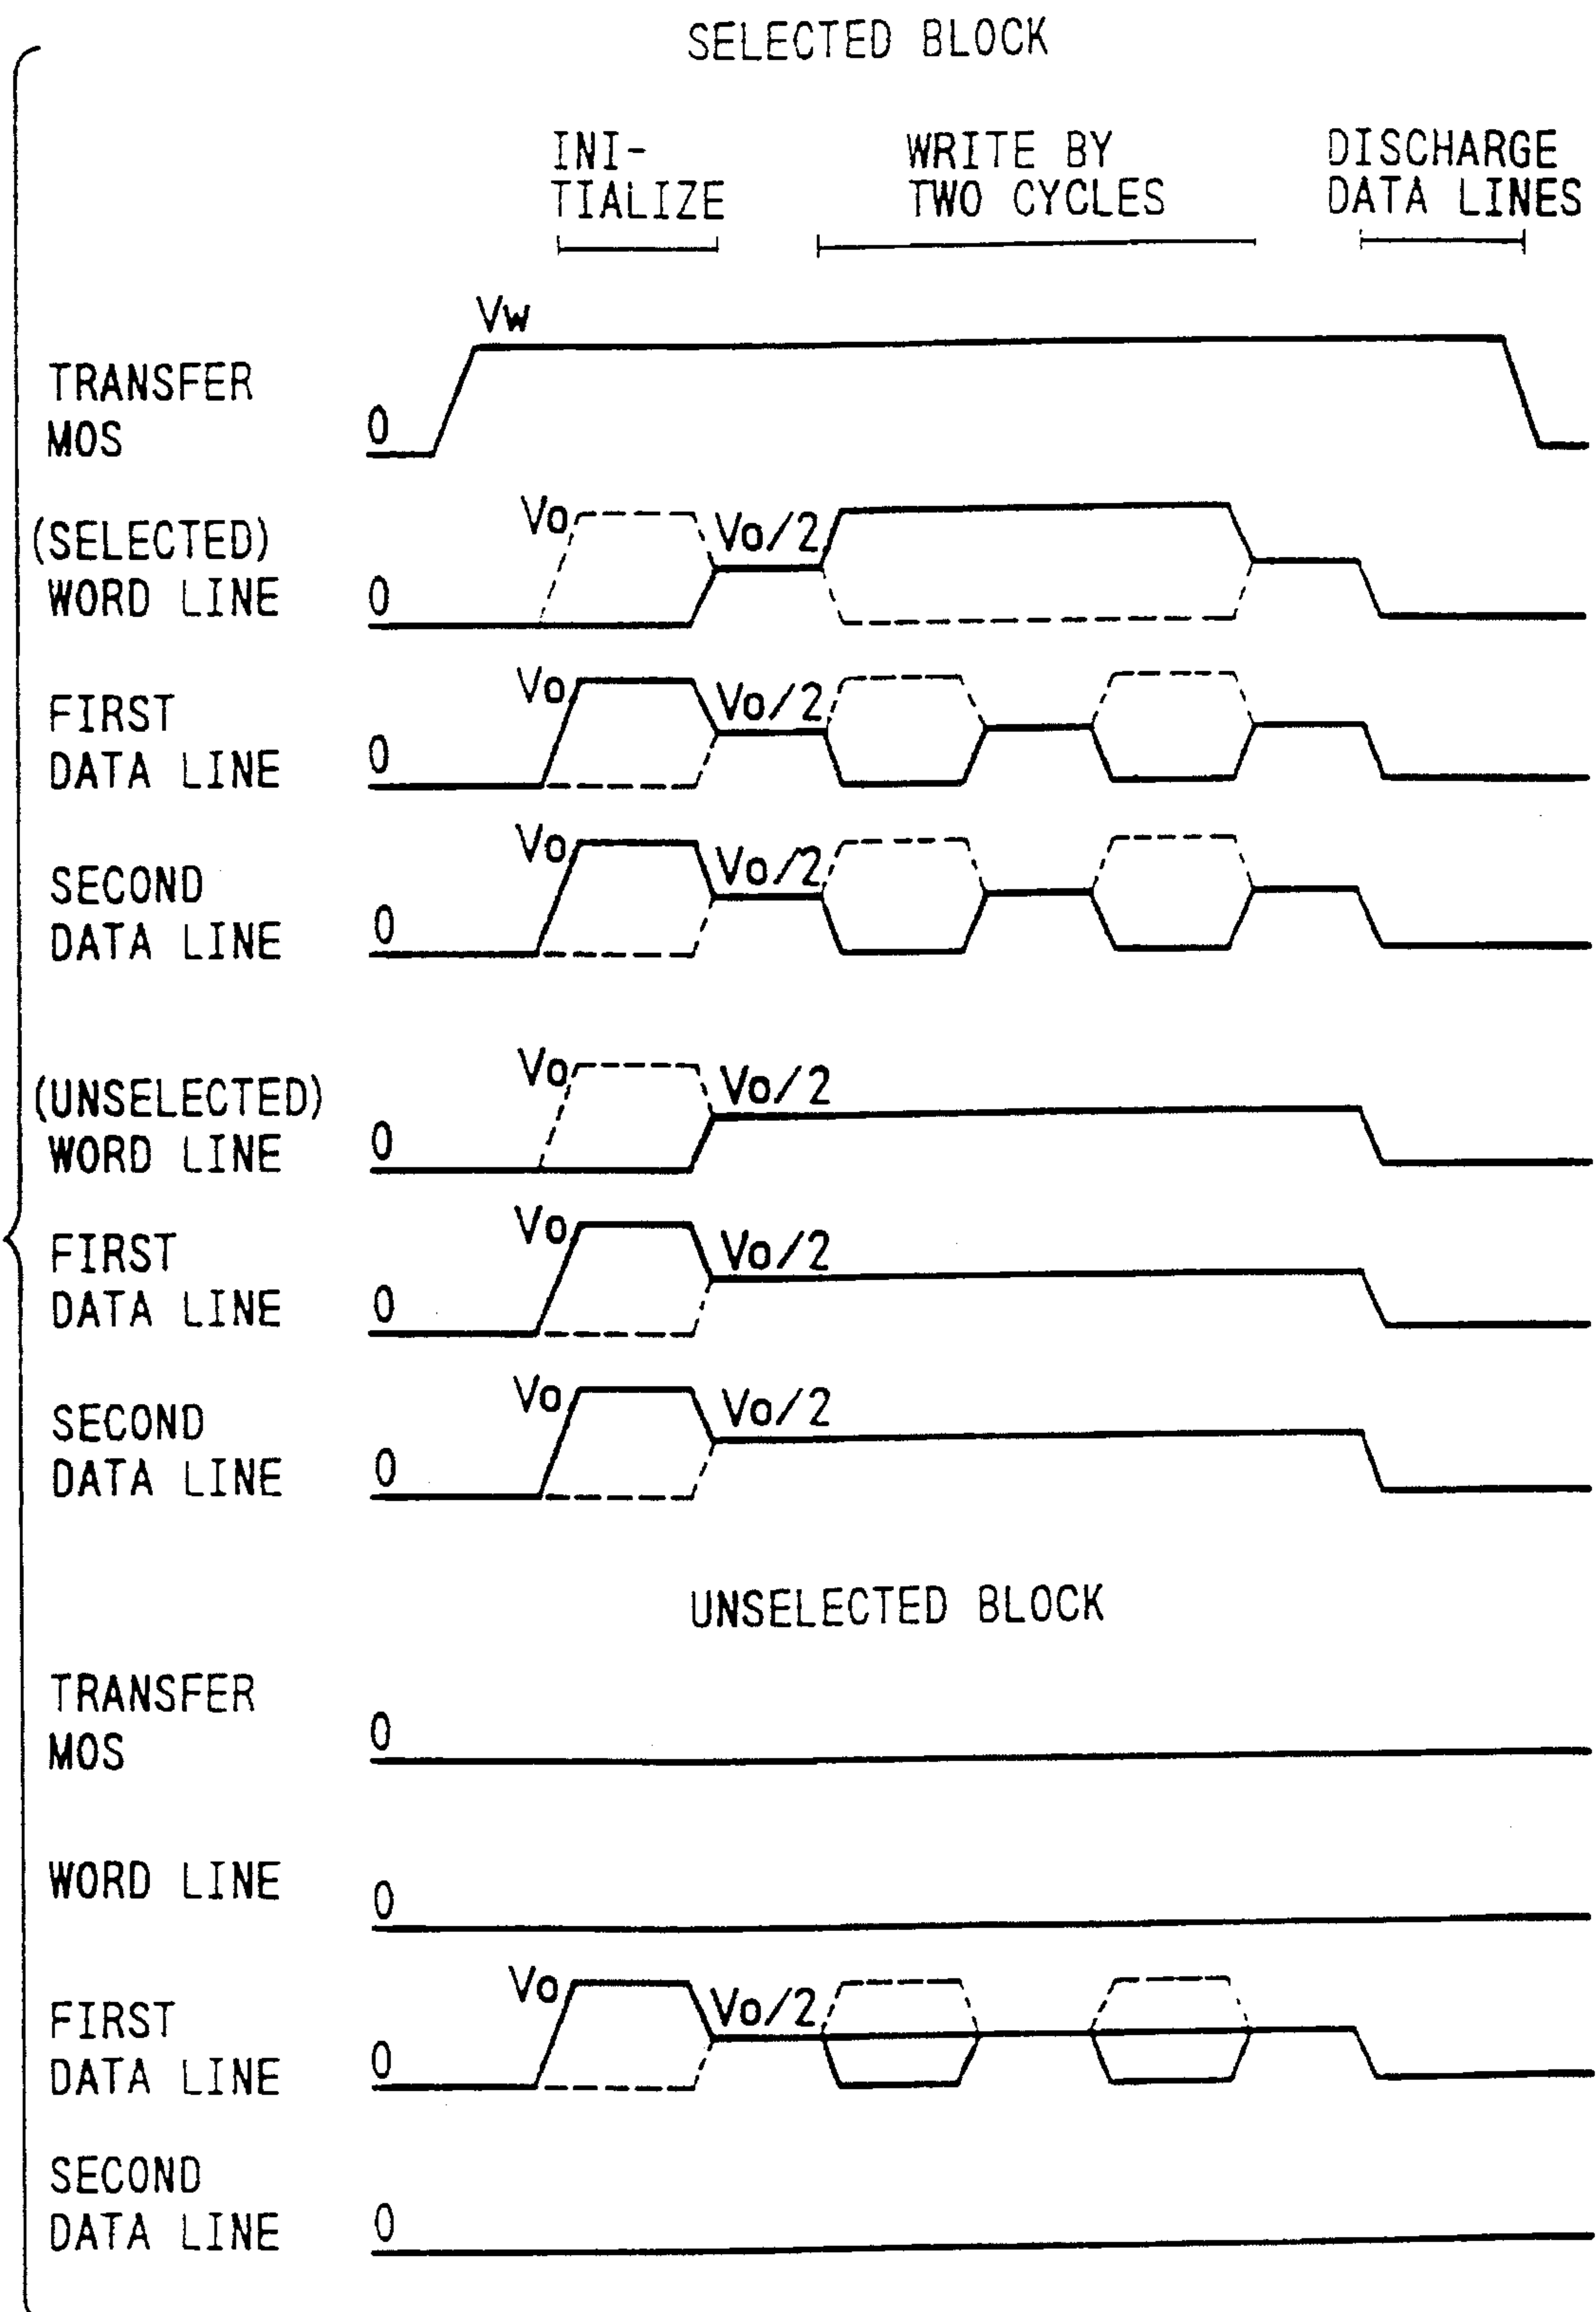 SELECTED BLOCK
INI-
TIALIZE
WRITE BY
TWO CYCLES
DISCHARGE
DATA LINES
Vw
TRANSFER
MOS
0
(SELECTED)
WORD LINE
0
Vo
Vo/2
FIRST
DATA LINE
0
Vo
Vo/2
SECOND
DATA LINE
0
Vo
Vo/2
(UNSELECTED)
WORD LINE
0
Vo
Vo/2
FIRST
DATA LINE
0
Vo
Vo/2
SECOND
DATA LINE
0
Vo
Vo/2
UNSELECTED BLOCK
TRANSFER
MOS
0
WORD LINE
0
FIRST
DATA LINE
0
Vo
Vo/2
SECOND
DATA LINE
0